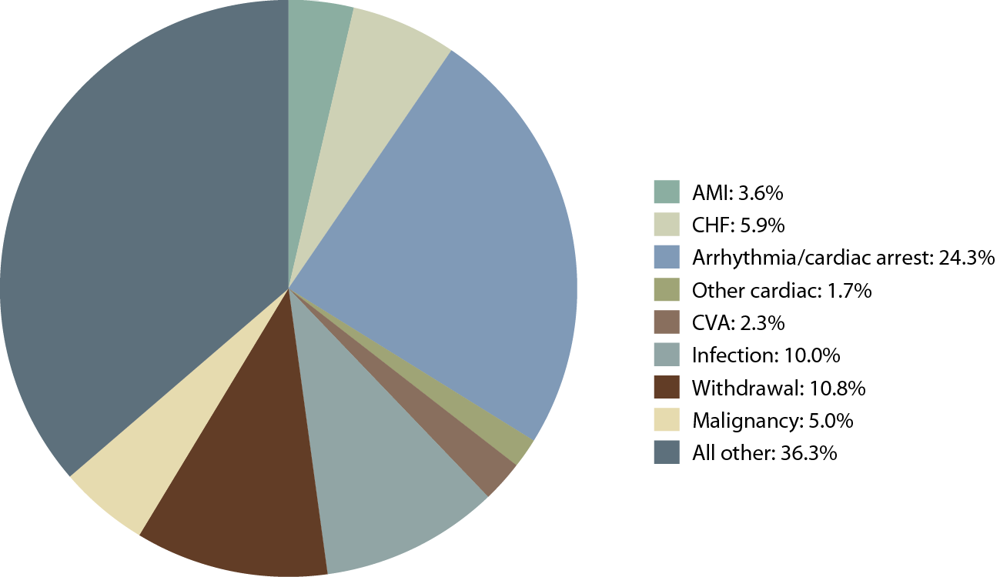 AMI: 3.6%
CHF: 5.9%
Arrhythmia/cardiac arrest: 24.3%
Other cardiac: 1.7%
CVA: 2.3%
Infection: 10.0%
Withdrawal: 10.8%
Malignancy: 5.0%
All other: 36.3%